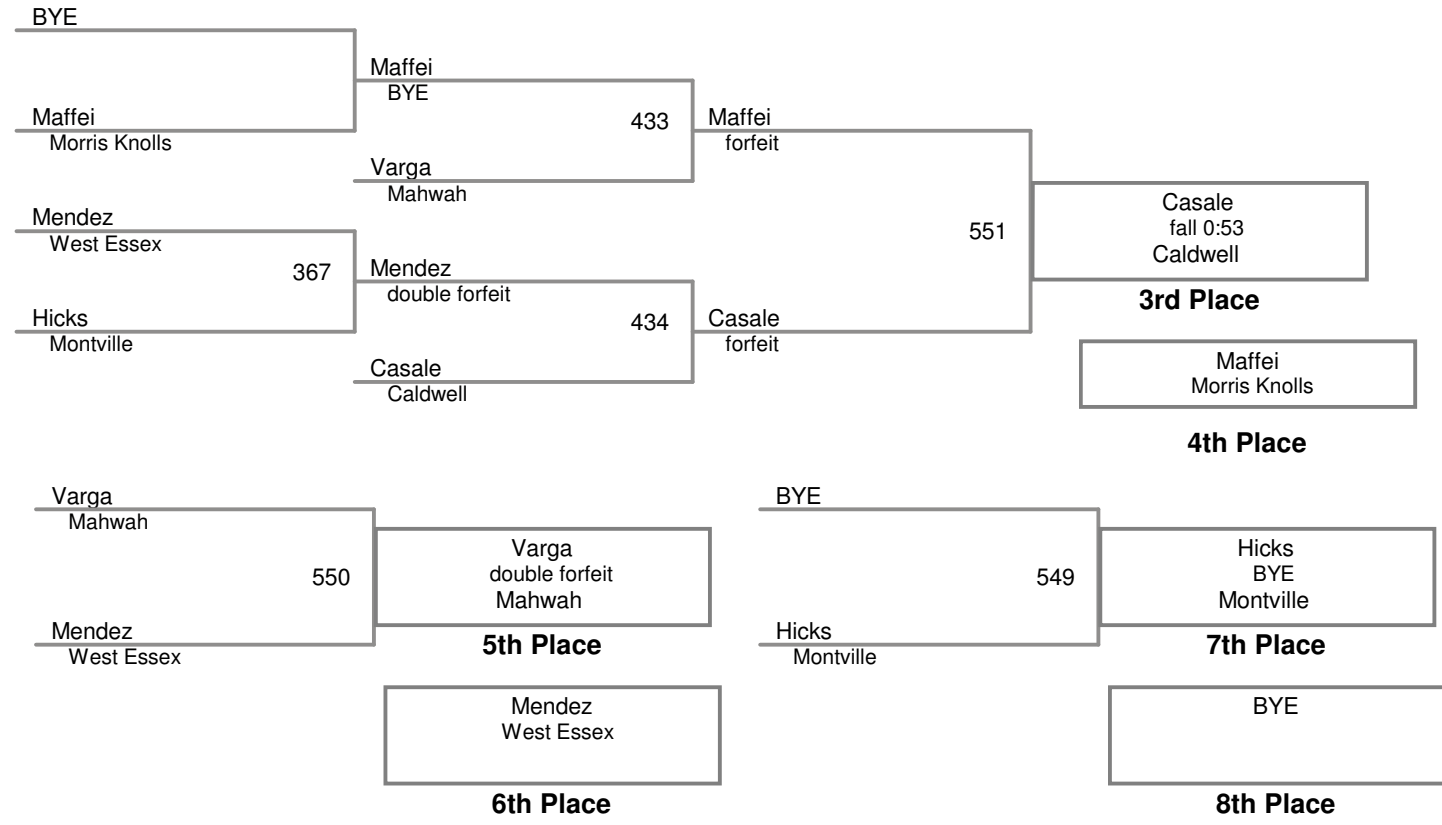 BYE
Maffei
BYE
Maffei
Morris Knolls
433
Maffei
forfeit
Varga
Mahwah
Mendez
West Essex
367
Mendez
double forfeit
Hicks
Montville
434
Casale
forfeit
Casale
Caldwell
551
Casale
fall 0:53
Caldwell
3rd Place
Maffei
Morris Knolls
4th Place
Varga
Mahwah
550
Mendez
West Essex
Varga
double forfeit
Mahwah
5th Place
Mendez
West Essex
6th Place
BYE
549
Hicks
Montville
Hicks
BYE
Montville
7th Place
BYE
8th Place